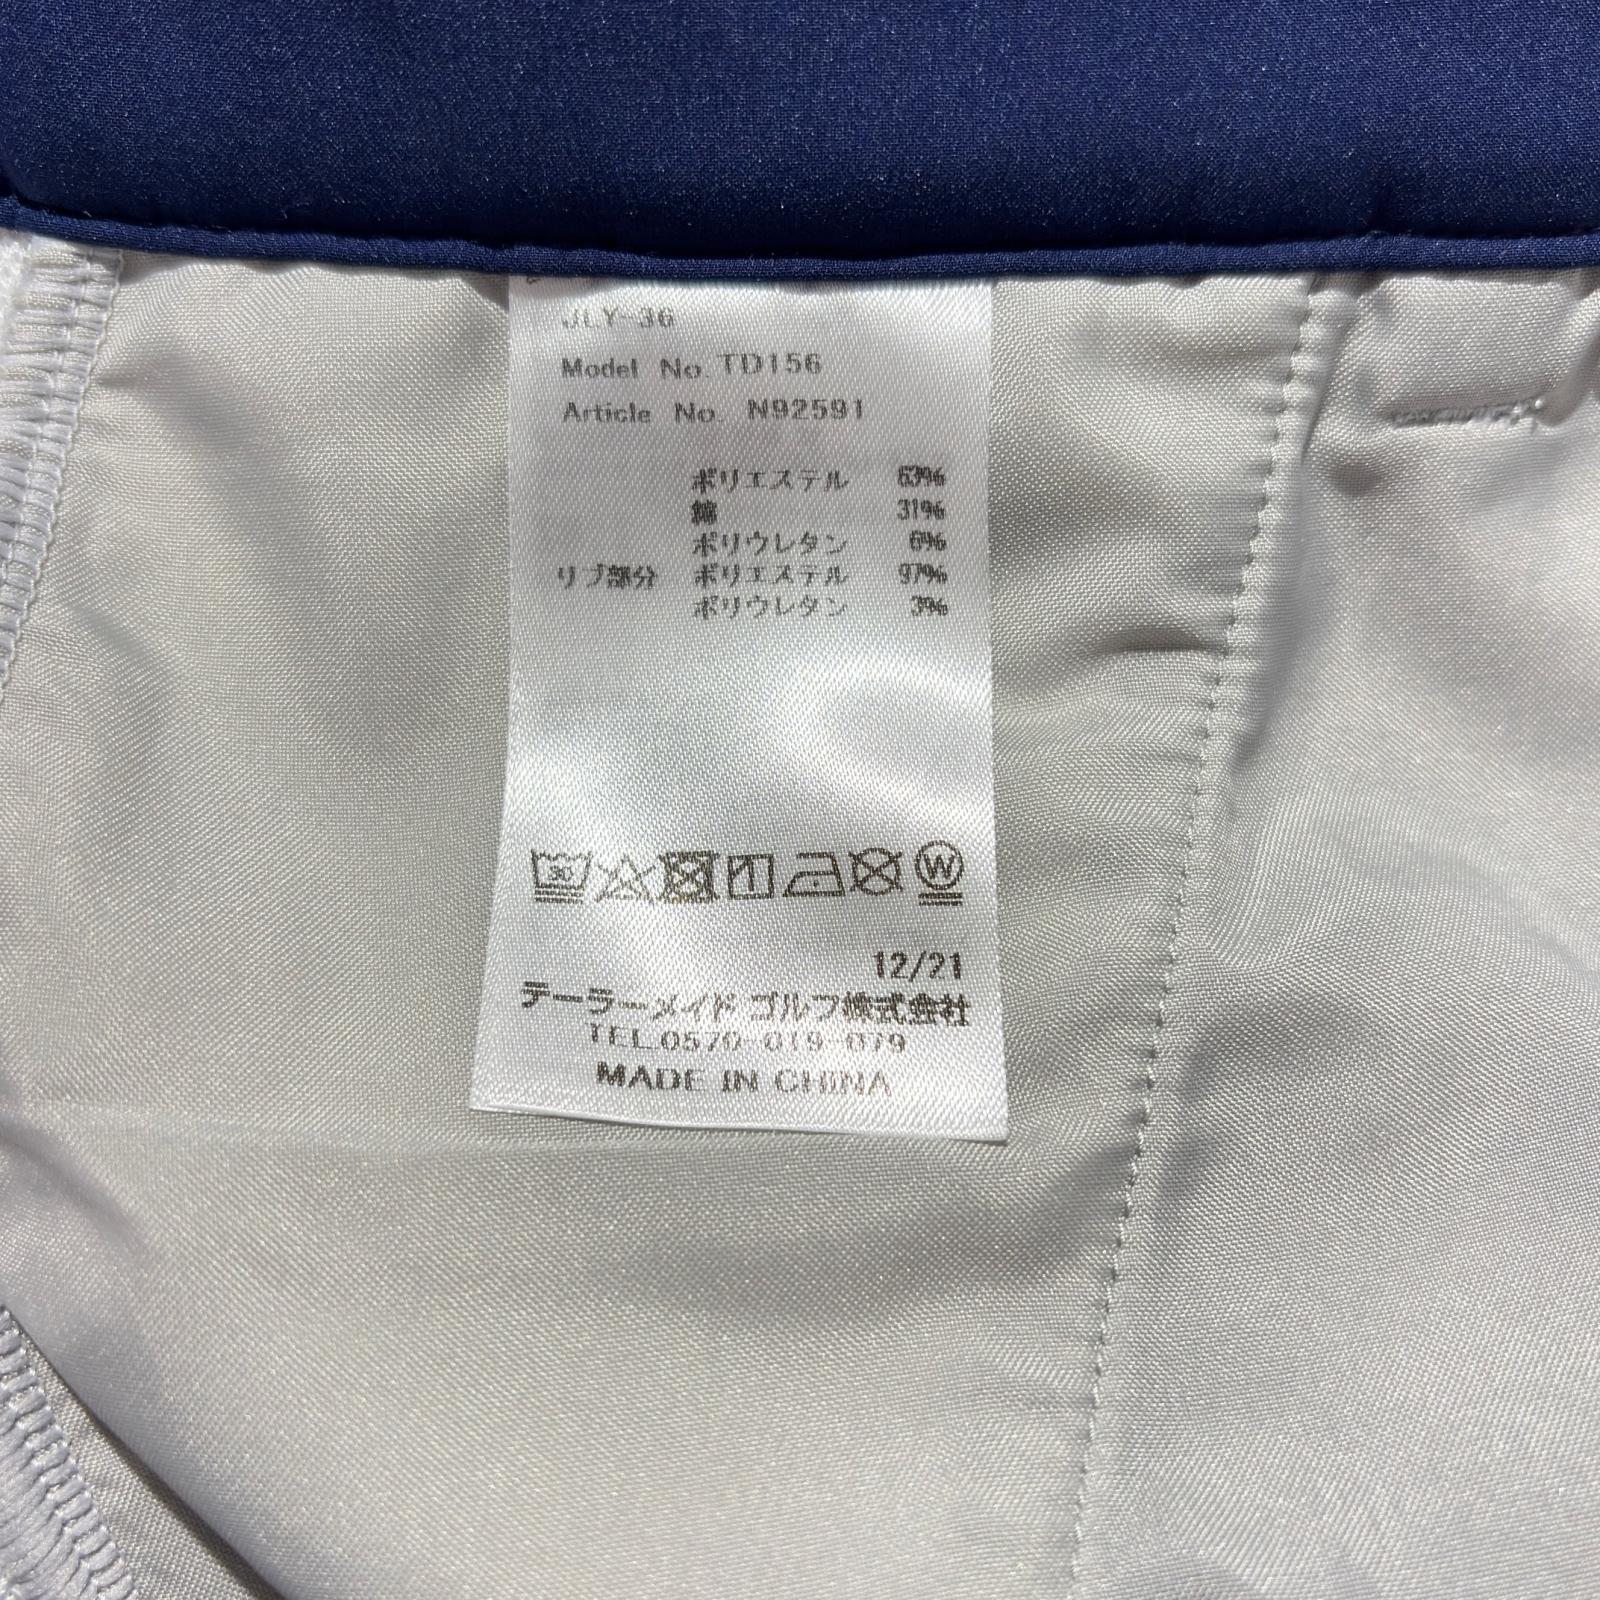 JLY-36
Model No. TD156
Article No. N92591
ポリエステル 63%
綿 31%
ポリウレタン 6%
リブ部分 ポリエステル 97%
ポリウレタン 3%
30 W
12/21
テーラーメイド ゴルフ株式会社
TEL.0570-019-079
MADE IN CHINA